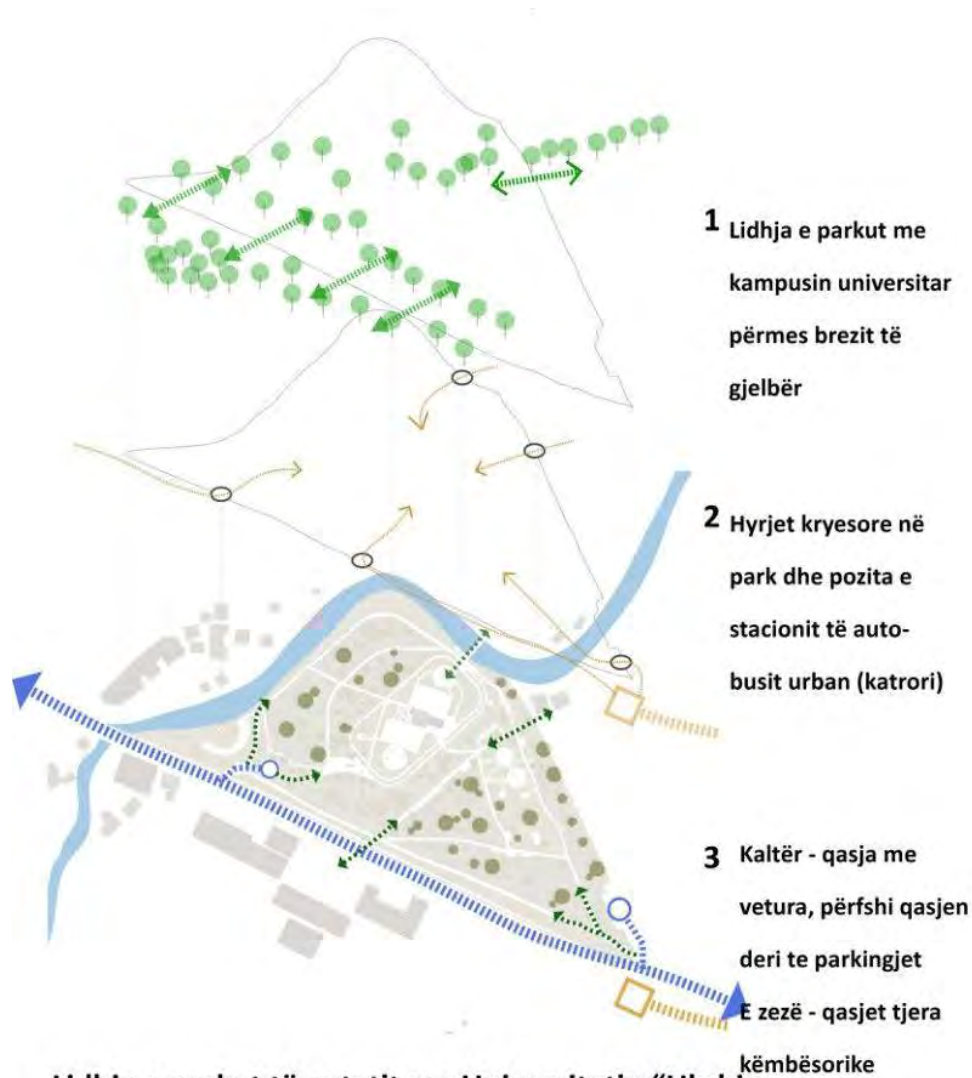 1 Lidhja e parkut me
kampusin universitar
përmes brezit të
gjelbër
2 Hyrjet kryesore në
park dhe pozita e
stacionit të auto-
busit urban (katrori)
3 Kaltër - qasja me
vetura, përfshi qasjen
deri te parkingjet
E zezë - qasjet tjera
këmbësorike